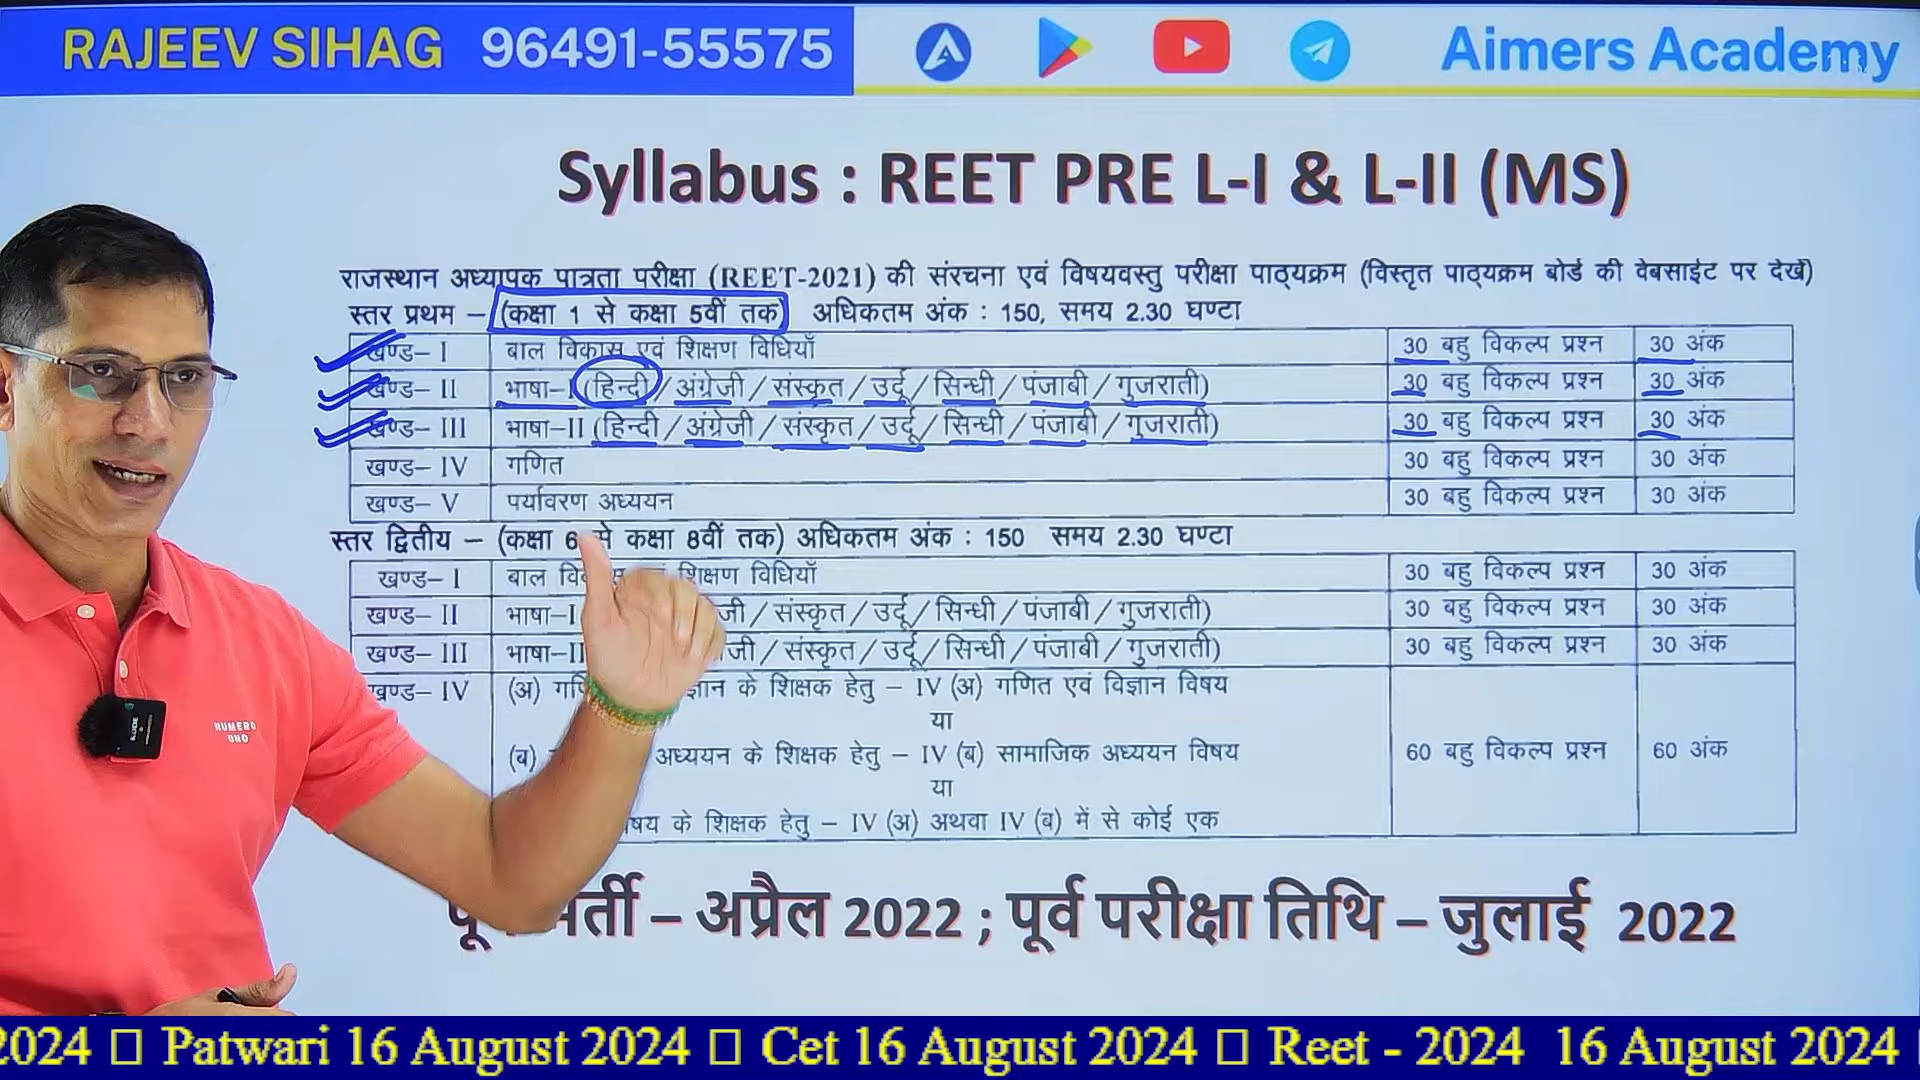 RAJEEV SIHAG 96491-55575 Aimers Academy
Syllabus : REET PRE L-I & L-II (MS)
राजस्थान अध्यापक पात्रता परीक्षा (REET-2021) की संरचना एवं विषयवस्तु परीक्षा पाठ्यक्रम (विस्तृत पाठ्यक्रम बोर्ड की वेबसाईट पर देखें)
स्तर प्रथम – (कक्षा 1 से कक्षा 5वीं तक) अधिकतम अंक : 150, समय 2.30 घण्टा
खण्ड– I बाल विकास एवं शिक्षण विधियाँ 30 बहु विकल्प प्रश्न 30 अंक
खण्ड– II भाषा–I (हिन्दी/अंग्रेजी/संस्कृत/उर्दू/सिन्धी/पंजाबी/गुजराती) 30 बहु विकल्प प्रश्न 30 अंक
खण्ड– III भाषा–II (हिन्दी/अंग्रेजी/संस्कृत/उर्दू/सिन्धी/पंजाबी/गुजराती) 30 बहु विकल्प प्रश्न 30 अंक
खण्ड– IV गणित 30 बहु विकल्प प्रश्न 30 अंक
खण्ड– V पर्यावरण अध्ययन 30 बहु विकल्प प्रश्न 30 अंक
स्तर द्वितीय – (कक्षा 6 से कक्षा 8वीं तक) अधिकतम अंक : 150 समय 2.30 घण्टा
खण्ड– I बाल शिक्षण विधियाँ 30 बहु विकल्प प्रश्न 30 अंक
खण्ड– II भाषा–I /संस्कृत/उर्दू/सिन्धी/पंजाबी/गुजराती) 30 बहु विकल्प प्रश्न 30 अंक
खण्ड– III भाषा–II /संस्कृत/उर्दू/सिन्धी/पंजाबी/गुजराती) 30 बहु विकल्प प्रश्न 30 अंक
खण्ड– IV (अ) के शिक्षक हेतु – IV (अ) गणित एवं विज्ञान विषय
या
(ब) अध्ययन के शिक्षक हेतु – IV (ब) सामाजिक अध्ययन विषय 60 बहु विकल्प प्रश्न 60 अंक
या
के शिक्षक हेतु – IV (अ) अथवा IV (ब) में से कोई एक
– अप्रैल 2022 ; पूर्व परीक्षा तिथि – जुलाई 2022
2024 Patwari 16 August 2024 Cet 16 August 2024 Reet - 2024 16 August 2024
NUMERO
UNO